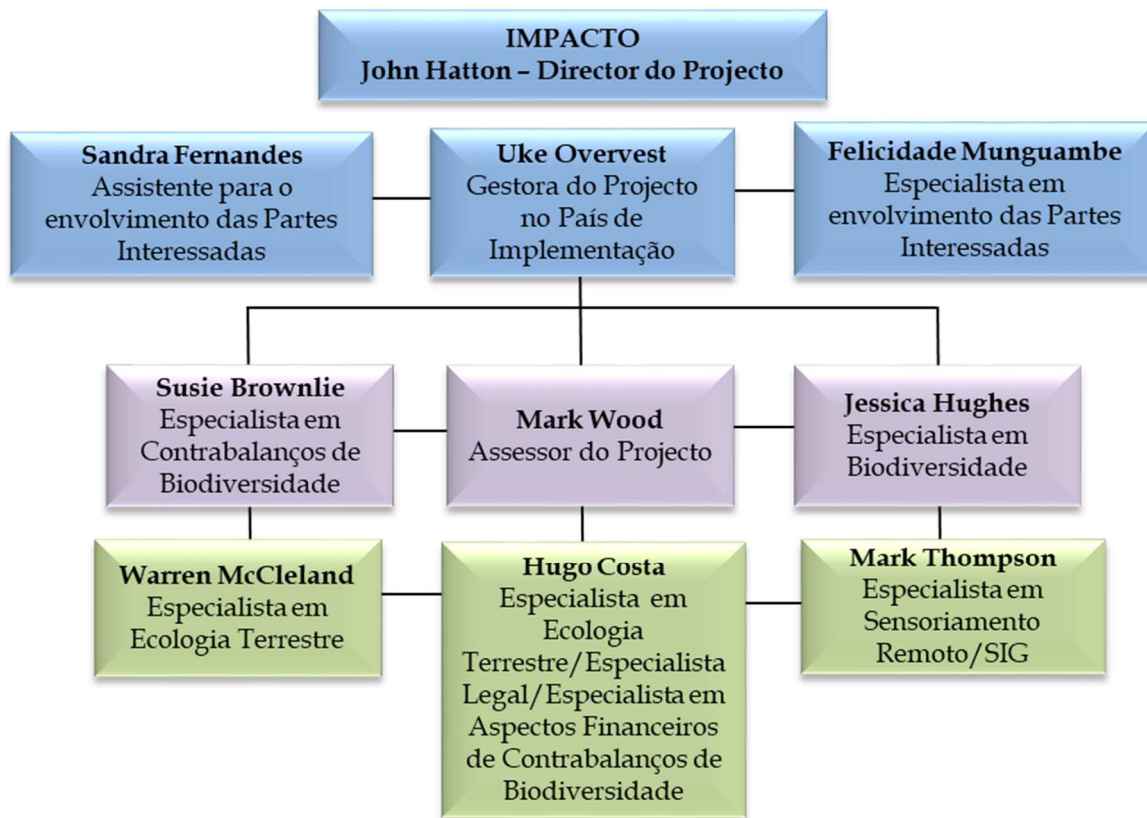 IMPACTO
John Hatton – Director do Projecto
Sandra Fernandes
Assistente para o
envolvimento das Partes
Interessadas
Uke Overvest
Gestora do Projecto
no País de
Implementação
Felicidade Munguambe
Especialista em
envolvimento das Partes
Interessadas
Susie Brownlie
Especialista em
Contrabalanços de
Biodiversidade
Mark Wood
Assessor do Projecto
Jessica Hughes
Especialista em
Biodiversidade
Warren McCleland
Especialista em
Ecologia Terrestre
Hugo Costa
Especialista em
Ecologia
Terrestre/Especialista
Legal/Especialista em
Aspectos Financeiros
de Contrabalanços de
Biodiversidade
Mark Thompson
Especialista em
Sensoriamento
Remoto/SIG